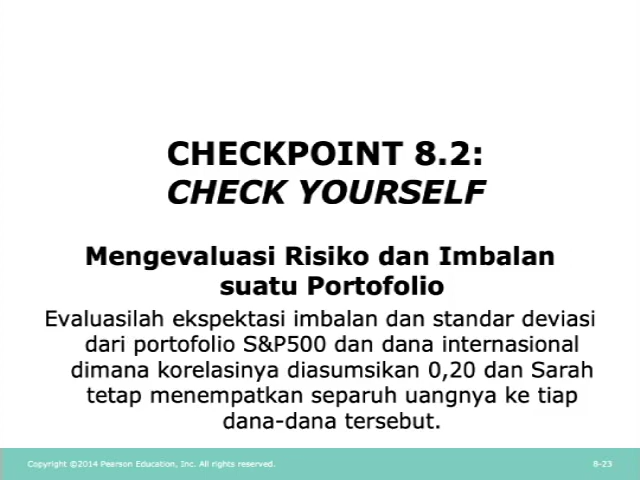 CHECKPOINT 8.2:
CHECK YOURSELF
Mengevaluasi Risiko dan Imbalan
suatu Portofolio
Evaluasilah ekspektasi imbalan dan standar deviasi
dari portofolio S&P500 dan dana internasional
dimana korelasinya diasumsikan 0,20 dan Sarah
tetap menempatkan separuh uangnya ke tiap
dana-dana tersebut.
Copyright ©2014 Pearson Education, Inc. All rights reserved.
8-23